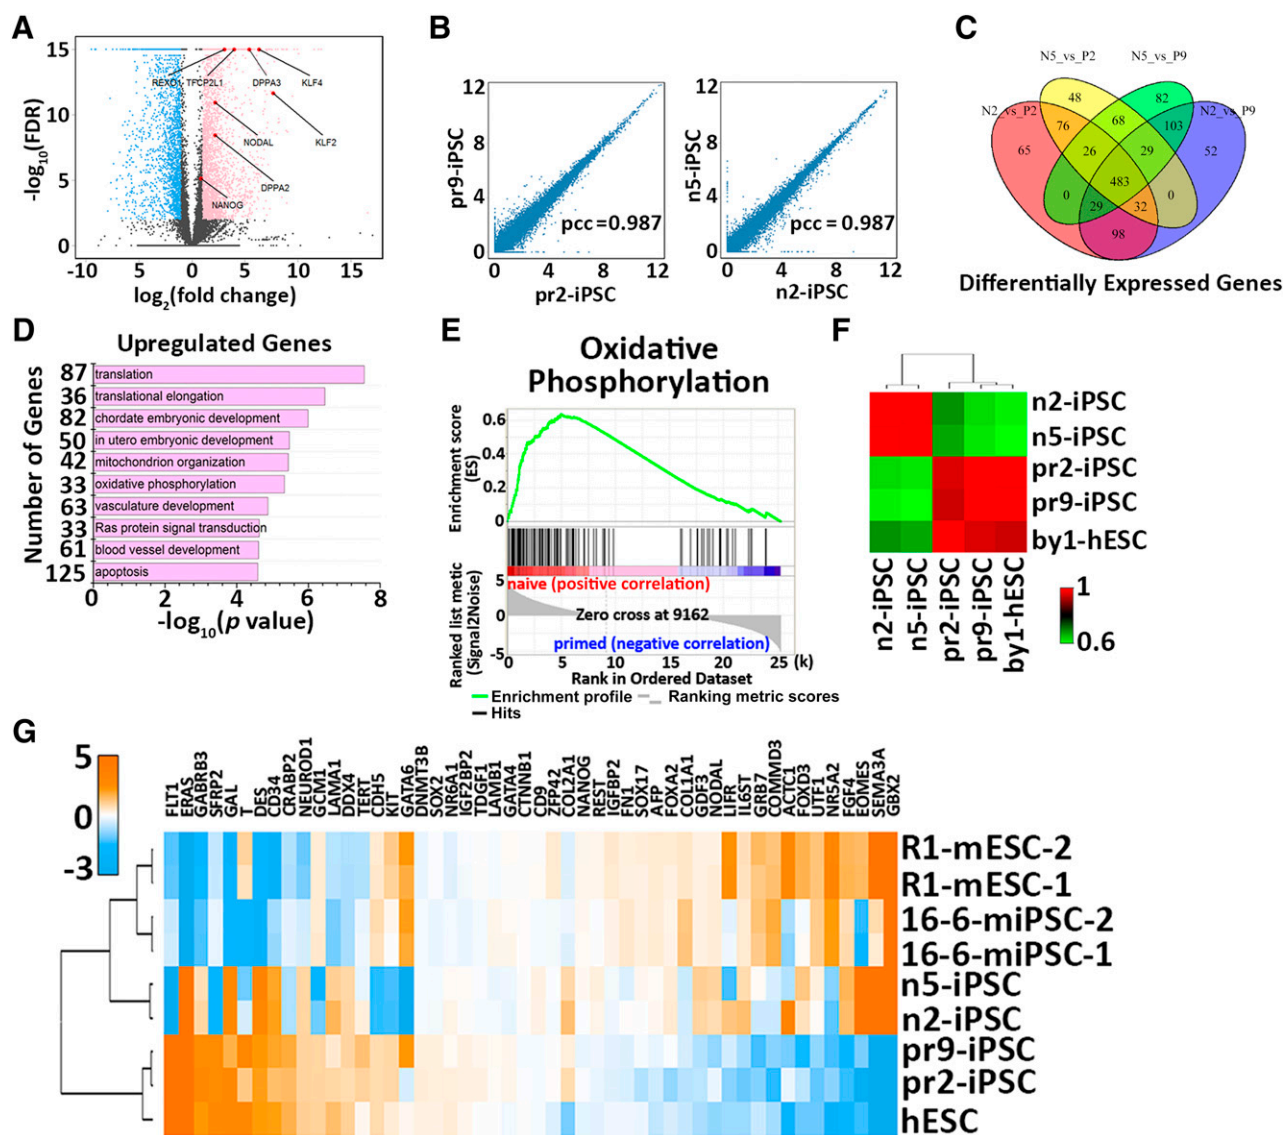 A
15
10
5
0
-log10(FDR)
REXO1
TFCP2L1
DPPA3
KLF4
NODAL
KLF2
DPPA2
NANOG
-10
5
0
5
10
15
log2(fold change)
B
12
8
4
0
pr9-iPSC
pcc = 0.987
0
4
8
12
pr2-iPSC
12
8
4
0
n5-iPSC
pcc = 0.987
0
4
8
12
n2-iPSC
C
N5_vs_P2
N5_vs_P9
N2_vs_P2
N2_vs_P9
48
82
76
68
103
65
26
29
52
483
0
0
29
32
98
Differentially Expressed Genes
D
Upregulated Genes
Number of Genes
87 translation
36 translational elongation
82 chordate embryonic development
50 in utero embryonic development
42 mitochondrion organization
33 oxidative phosphorylation
63 vasculature development
33 Ras protein signal transduction
61 blood vessel development
125 apoptosis
0 2 4 6 8
-log10(p value)
E
Oxidative
Phosphorylation
Enrichment score
(ES)
0.6
0.4
0.2
0
Ranked list metic
(Signal2Noise)
5
0
-5
naive (positive correlation)
Zero cross at 9162
primed (negative correlation)
0 5 10 15 20 25 (k)
Rank in Ordered Dataset
Enrichment profile
Ranking metric scores
Hits
F
n2-iPSC
n5-iPSC
pr2-iPSC
pr9-iPSC
by1-hESC
n2-iPSC
n5-iPSC
pr2-iPSC
pr9-iPSC
by1-hESC
1
0.6
G
5
0
-3
FLT1
ERAS
GABRB3
SFRP2
GAL
T
DES
CD34
CRABP2
NEUROD1
GCM1
LAMA1
DDX4
TERT
CDH5
KIT
GATA6
DNMT3B
SOX2
NR6A1
IGF2BP2
TDGF1
LAMB1
GATA4
CTNNB1
CD9
ZFP42
COL2A1
NANOG
REST
IGFBP2
FN1
SOX17
AFP
FOXA2
COL1A1
GDF3
NODAL
LIFR
IL6ST
GRB7
COMMD3
ACTC1
FOXD3
UTF1
NR5A2
FGF4
EOMES
SEMA3A
GBX2
R1-mESC-2
R1-mESC-1
16-6-miPSC-2
16-6-miPSC-1
n5-iPSC
n2-iPSC
pr9-iPSC
pr2-iPSC
hESC